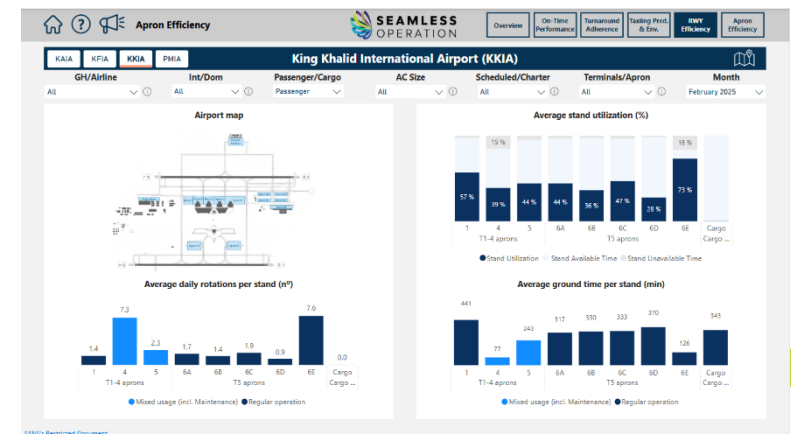 Apron Efficiency
SEAMLESS
OPERATION
Overview
On-Time
Performance
Turnaround
Adherence
Taxiing Pred.
& Env.
RWY
Efficiency
Apron
Efficiency
KAIA KFIA KKIA PMIA
King Khalid International Airport (KKIA)
GH/Airline Int/Dom Passenger/Cargo AC Size Scheduled/Charter Terminals/Apron Month
All All Passenger All All All February 2025
Airport map
Average stand utilization (%)
15 % 16 %
57 % 39 % 44 % 44 % 36 % 47 % 28 % 73 %
1 4 5 6A 6B 6C 6D 6E Cargo
T1-4 aprons T5 aprons Cargo ...
Stand Utilization Stand Available Time Stand Unavailable Time
Average daily rotations per stand (nº)
1.4 7.3 2.3 1.7 1.4 1.9 0.9 7.6 0.0
1 4 5 6A 6B 6C 6D 6E Cargo
T1-4 aprons T5 aprons Cargo ...
Mixed usage (incl. Maintenance) Regular operation
Average ground time per stand (min)
441 77 243 317 330 333 370 126 343
1 4 5 6A 6B 6C 6D 6E Cargo
T1-4 aprons T5 aprons Cargo ...
Mixed usage (incl. Maintenance) Regular operation
SANS's Restricted Document